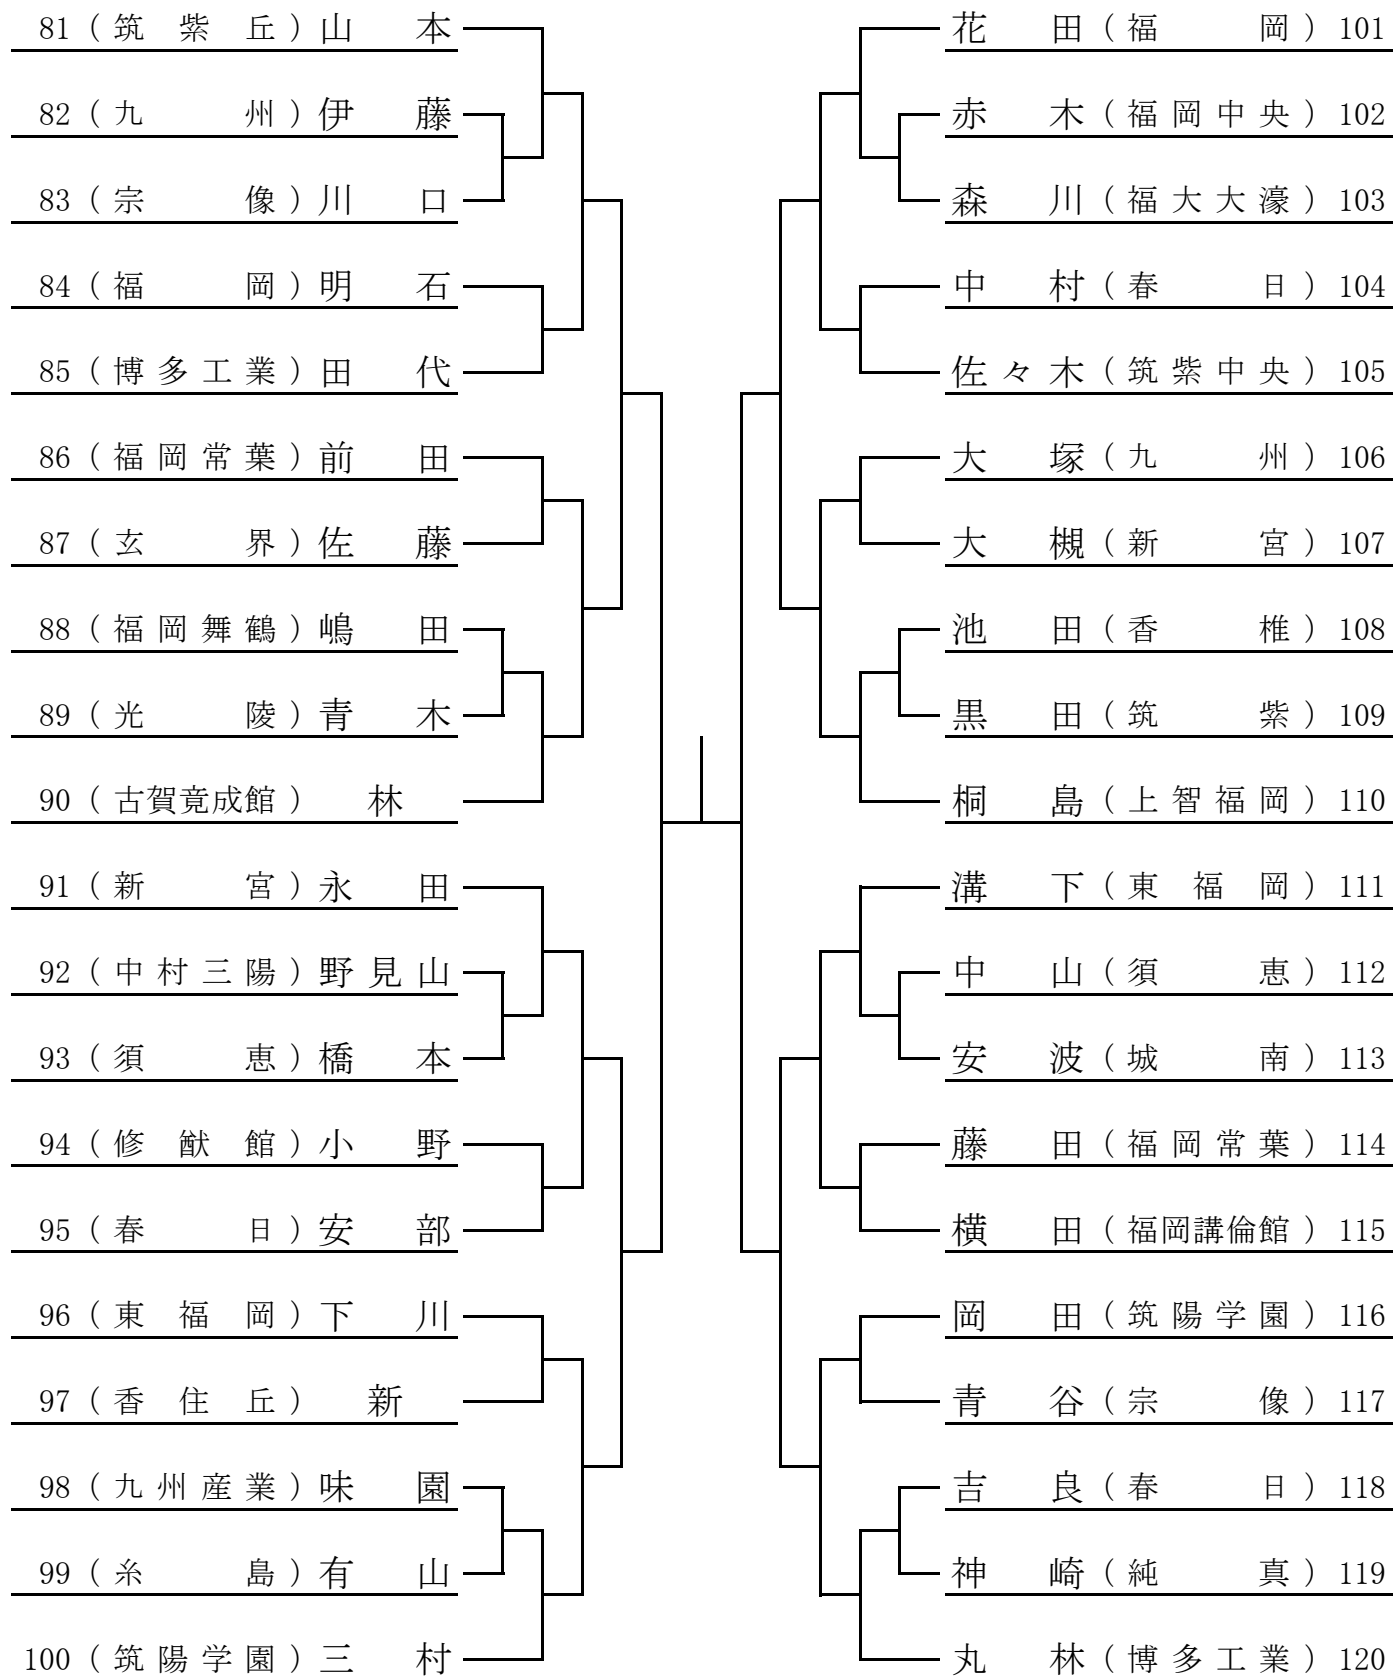 81 (筑紫丘) 山本
82 (九州) 伊藤
83 (宗像) 川口
84 (福岡) 明石
85 (博多工業) 田代
86 (福岡常葉) 前田
87 (玄界) 佐藤
88 (福岡舞鶴) 嶋田
89 (光陵) 青木
90 (古賀竟成館) 林
91 (新宮) 永田
92 (中村三陽) 野見山
93 (須恵) 橋本
94 (修猷館) 小野
95 (春日) 安部
96 (東福岡) 下川
97 (香住丘) 新
98 (九州産業) 味園
99 (糸島) 有山
100 (筑陽学園) 三村
花田 (福岡) 101
赤木 (福岡中央) 102
森川 (福大大濠) 103
中村 (春日) 104
佐々木 (筑紫中央) 105
大塚 (九州) 106
大槻 (新宮) 107
池田 (香椎) 108
黒田 (筑紫) 109
桐島 (上智福岡) 110
溝下 (東福岡) 111
中山 (須恵) 112
安波 (城南) 113
藤田 (福岡常葉) 114
横田 (福岡講倫館) 115
岡田 (筑陽学園) 116
青谷 (宗像) 117
吉良 (春日) 118
神崎 (純真) 119
丸林 (博多工業) 120